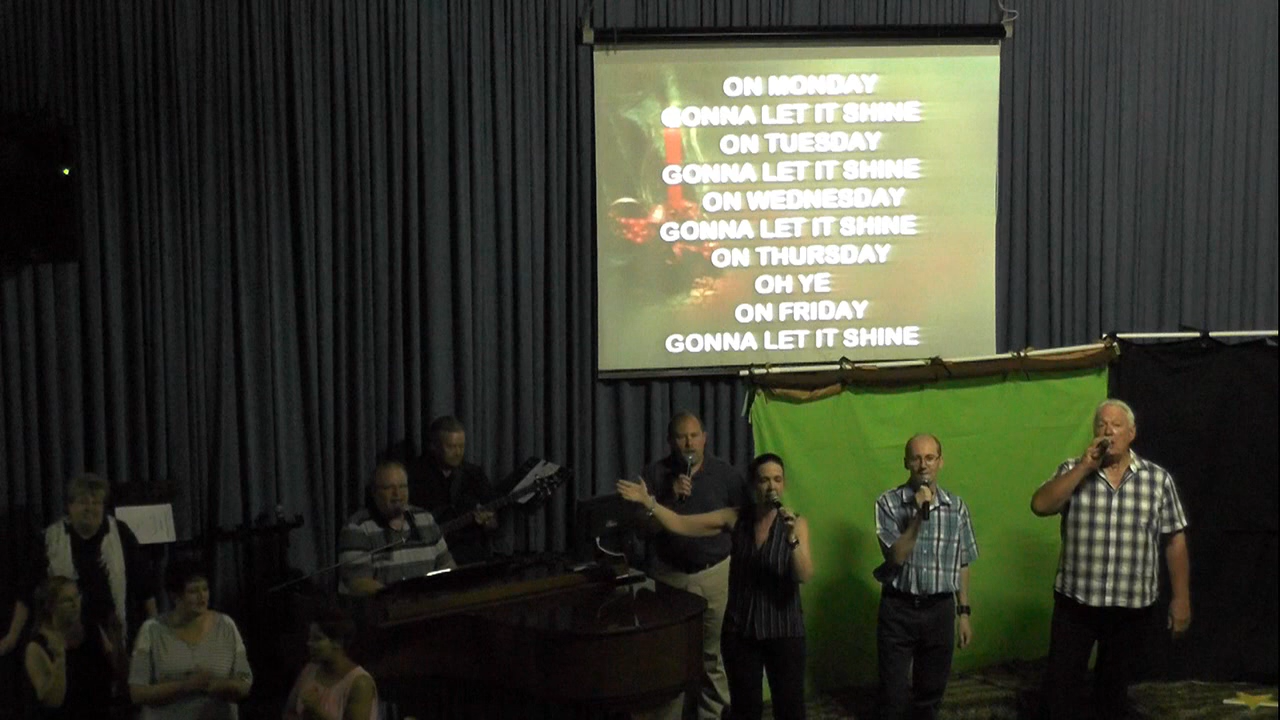 ON MONDAY
GONNA LET IT SHINE
ON TUESDAY
GONNA LET IT SHINE
ON WEDNESDAY
GONNA LET IT SHINE
ON THURSDAY
OH YE
ON FRIDAY
GONNA LET IT SHINE